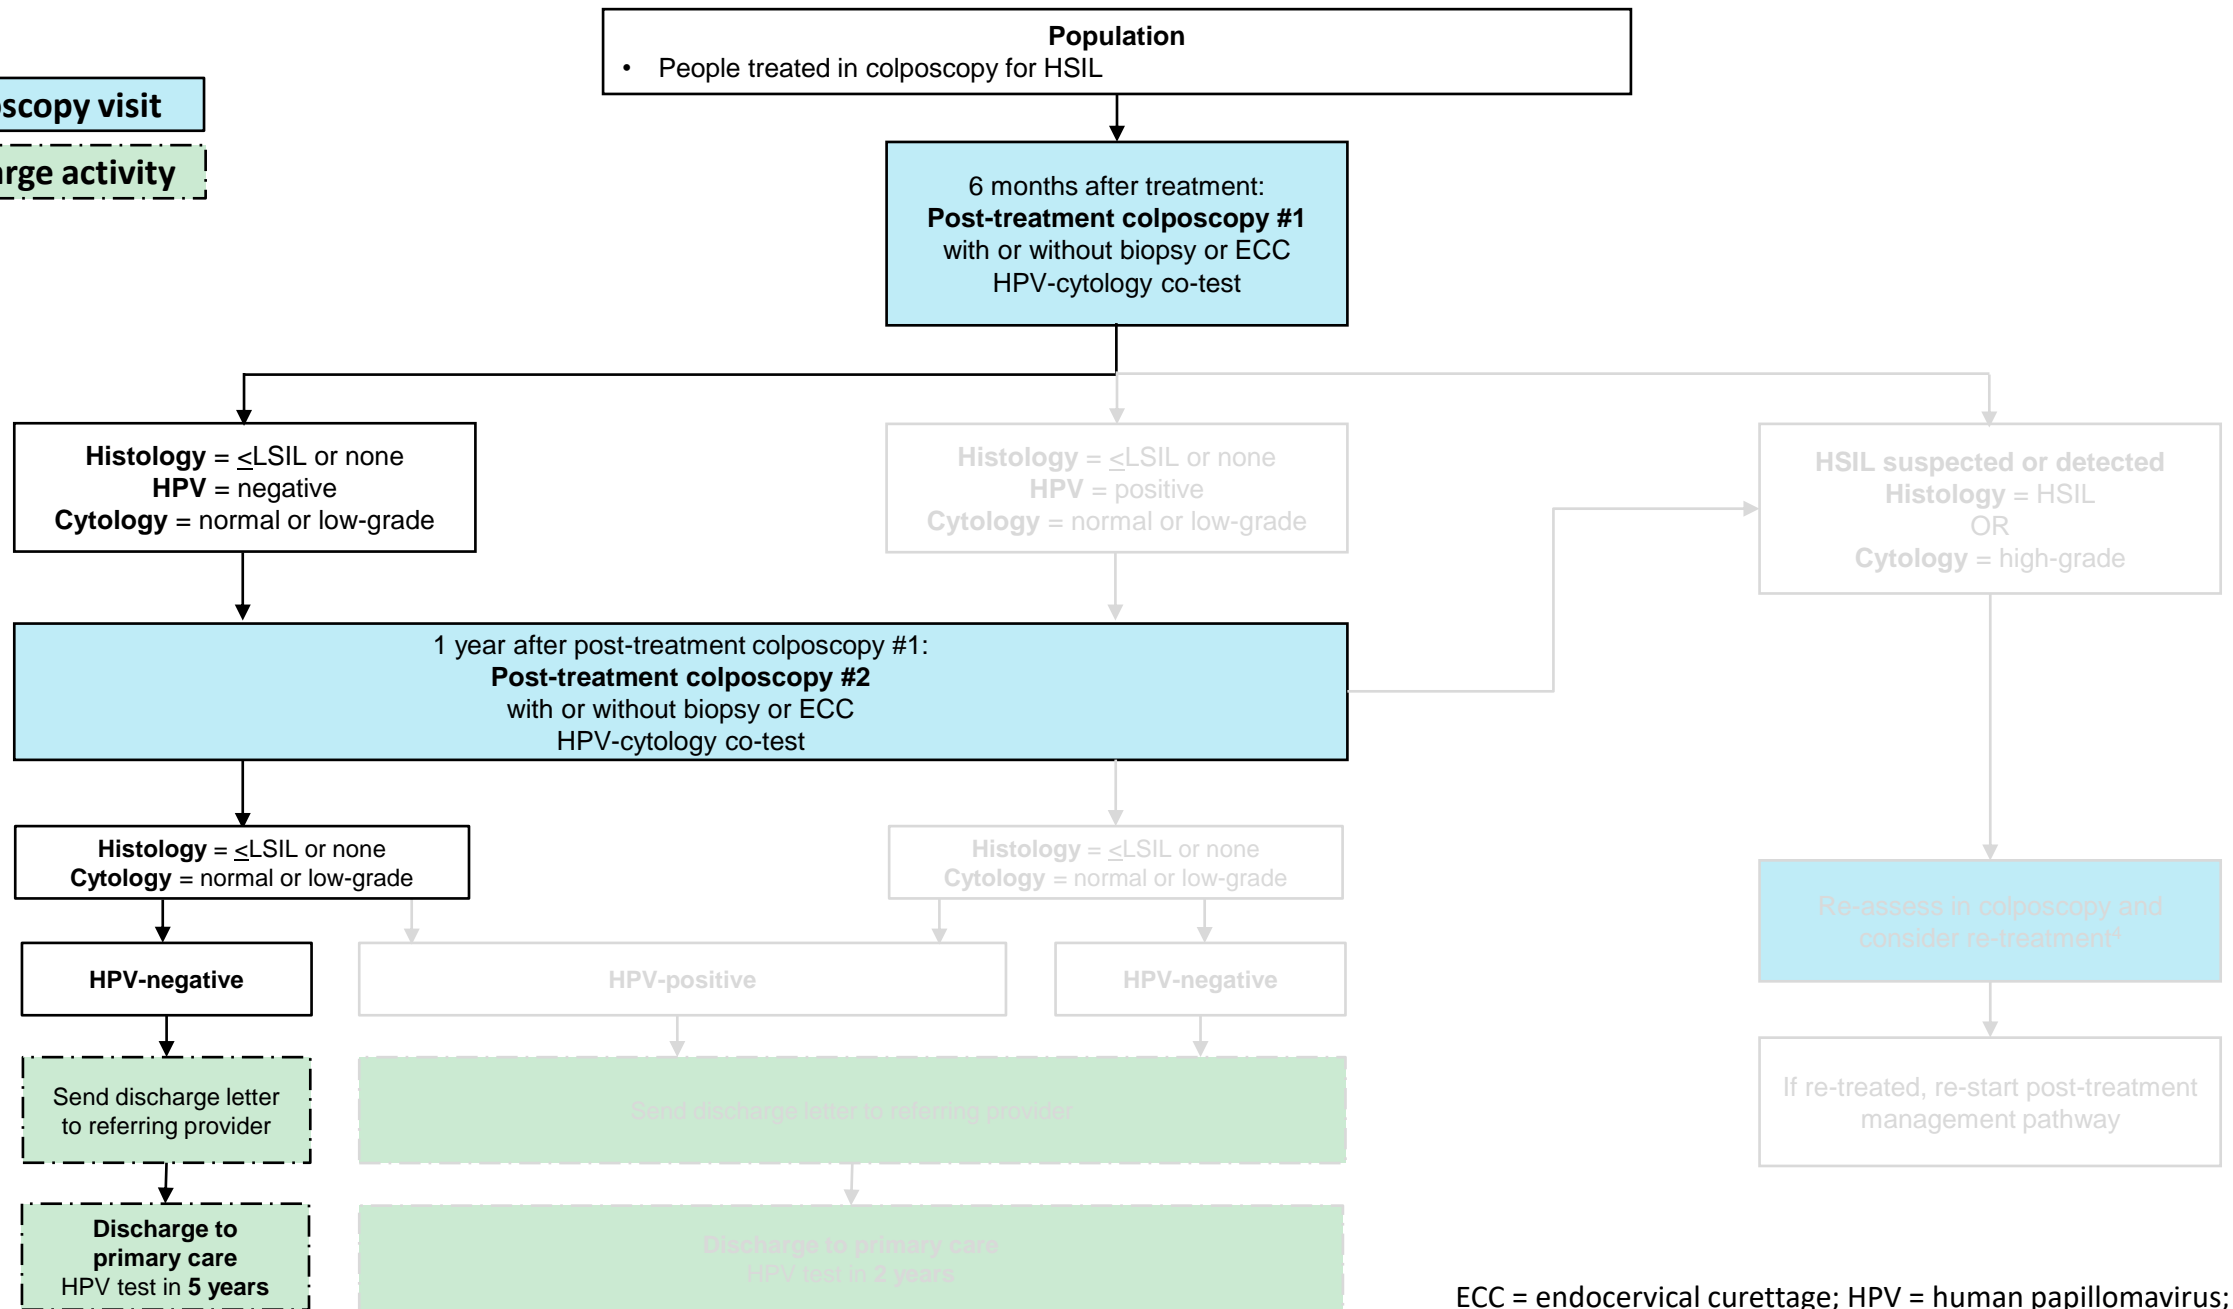 Population
• People treated in colposcopy for HSIL
oscopy visit
arge activity
6 months after treatment:
Post-treatment colposcopy #1
with or without biopsy or ECC
HPV-cytology co-test
Histology = <LSIL or none
HPV = negative
Cytology = normal or low-grade
Histology = <LSIL or none
HPV = positive
Cytology = normal or low-grade
HSIL suspected or detected
Histology = HSIL
OR
Cytology = high-grade
1 year after post-treatment colposcopy #1:
Post-treatment colposcopy #2
with or without biopsy or ECC
HPV-cytology co-test
Histology = <LSIL or none
Cytology = normal or low-grade
Histology = <LSIL or none
Cytology = normal or low-grade
Re-assess in colposcopy and
consider re-treatment⁴
HPV-negative
HPV-positive
HPV-negative
Send discharge letter
to referring provider
Send discharge letter to referring provider
If re-treated, re-start post-treatment
management pathway
Discharge to
primary care
HPV test in 5 years
Discharge to primary care
HPV test in 2 years
ECC = endocervical curettage; HPV = human papillomavirus;